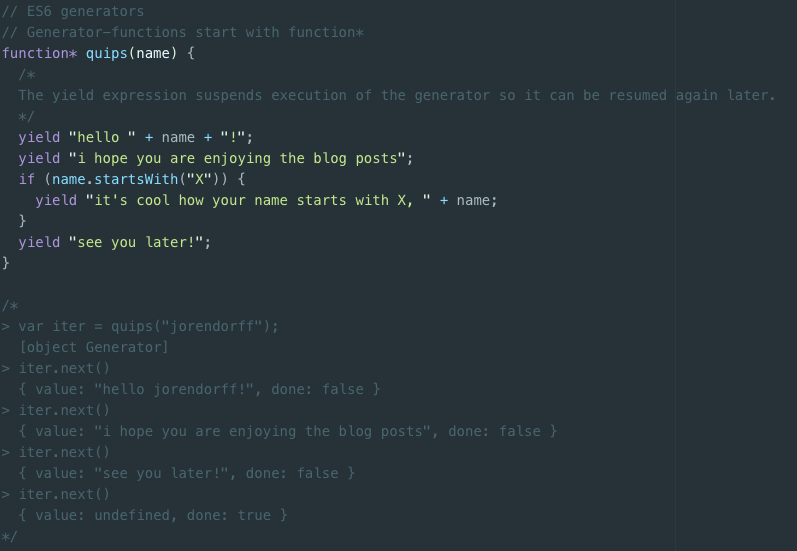 // ES6 generators
// Generator-functions start with function*
function* quips(name) {
  /*
  The yield expression suspends execution of the generator so it can be resumed again later.
  */
  yield "hello " + name + "!";
  yield "i hope you are enjoying the blog posts";
  if (name.startsWith("X")) {
    yield "it's cool how your name starts with X, " + name;
  }
  yield "see you later!";
}

/*
> var iter = quips("jorendorff");
  [object Generator]
> iter.next()
  { value: "hello jorendorff!", done: false }
> iter.next()
  { value: "i hope you are enjoying the blog posts", done: false }
> iter.next()
  { value: "see you later!", done: false }
> iter.next()
  { value: undefined, done: true }
*/